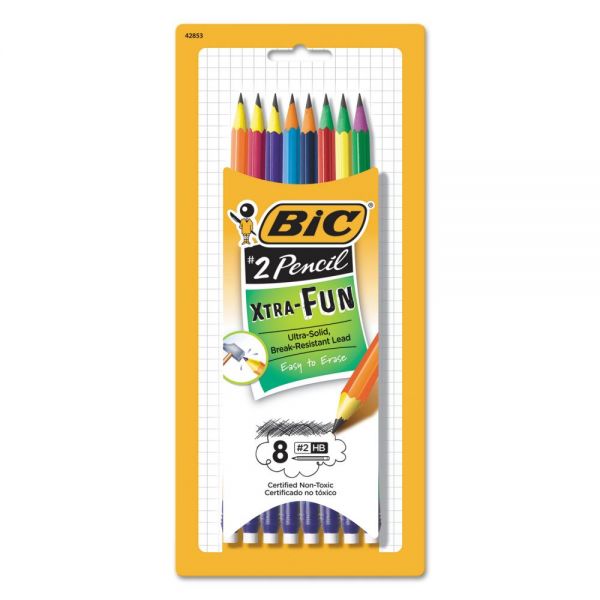 42853
BIC
#2 Pencil
XTRA-FUN
Ultra-Solid,
Break-Resistant Lead
Easy to Erase
8 #2 HB
Certified Non-Toxic
Certificado no tóxico